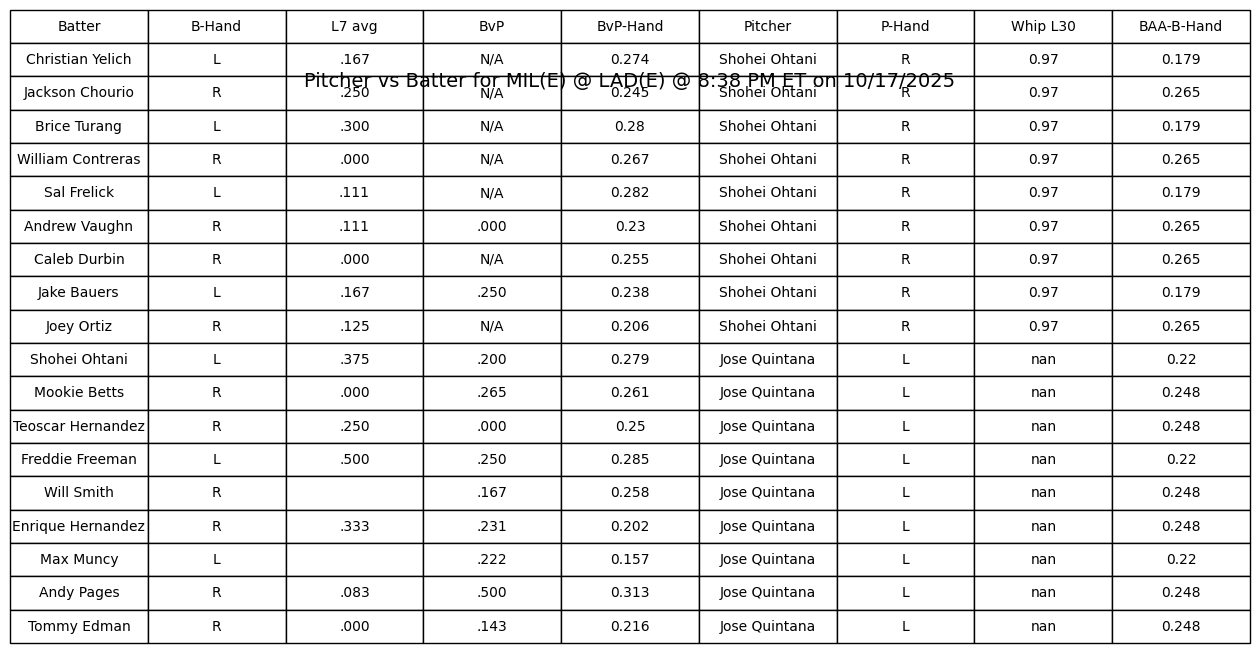 Batter B-Hand L7 avg BvP BvP-Hand Pitcher P-Hand Whip L30 BAA-B-Hand
Christian Yelich L .167 N/A 0.274 Shohei Ohtani R 0.97 0.179
Pitcher vs Batter for MIL(E) @ LAD(E) @ 8:38 PM ET on 10/17/2025
Jackson Chourio R .250 N/A 0.245 Shohei Ohtani R 0.97 0.265
Brice Turang L .300 N/A 0.28 Shohei Ohtani R 0.97 0.179
William Contreras R .000 N/A 0.267 Shohei Ohtani R 0.97 0.265
Sal Frelick L .111 N/A 0.282 Shohei Ohtani R 0.97 0.179
Andrew Vaughn R .111 .000 0.23 Shohei Ohtani R 0.97 0.265
Caleb Durbin R .000 N/A 0.255 Shohei Ohtani R 0.97 0.265
Jake Bauers L .167 .250 0.238 Shohei Ohtani R 0.97 0.179
Joey Ortiz R .125 N/A 0.206 Shohei Ohtani R 0.97 0.265
Shohei Ohtani L .375 .200 0.279 Jose Quintana L nan 0.22
Mookie Betts R .000 .265 0.261 Jose Quintana L nan 0.248
Teoscar Hernandez R .250 .000 0.25 Jose Quintana L nan 0.248
Freddie Freeman L .500 .250 0.285 Jose Quintana L nan 0.22
Will Smith R .167 0.258 Jose Quintana L nan 0.248
Enrique Hernandez R .333 .231 0.202 Jose Quintana L nan 0.248
Max Muncy L .222 0.157 Jose Quintana L nan 0.22
Andy Pages R .083 .500 0.313 Jose Quintana L nan 0.248
Tommy Edman R .000 .143 0.216 Jose Quintana L nan 0.248